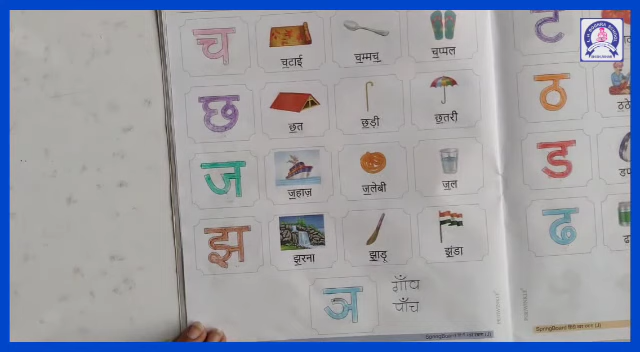 च
चटाई चम्मच चप्पल
छ
छत छड़ी छतरी
ज
जहाज़ जलेबी जल
झ
झरना झाड़ू झंडा
ञ गाँव
पाँच
ट
ठ
ड
ढ